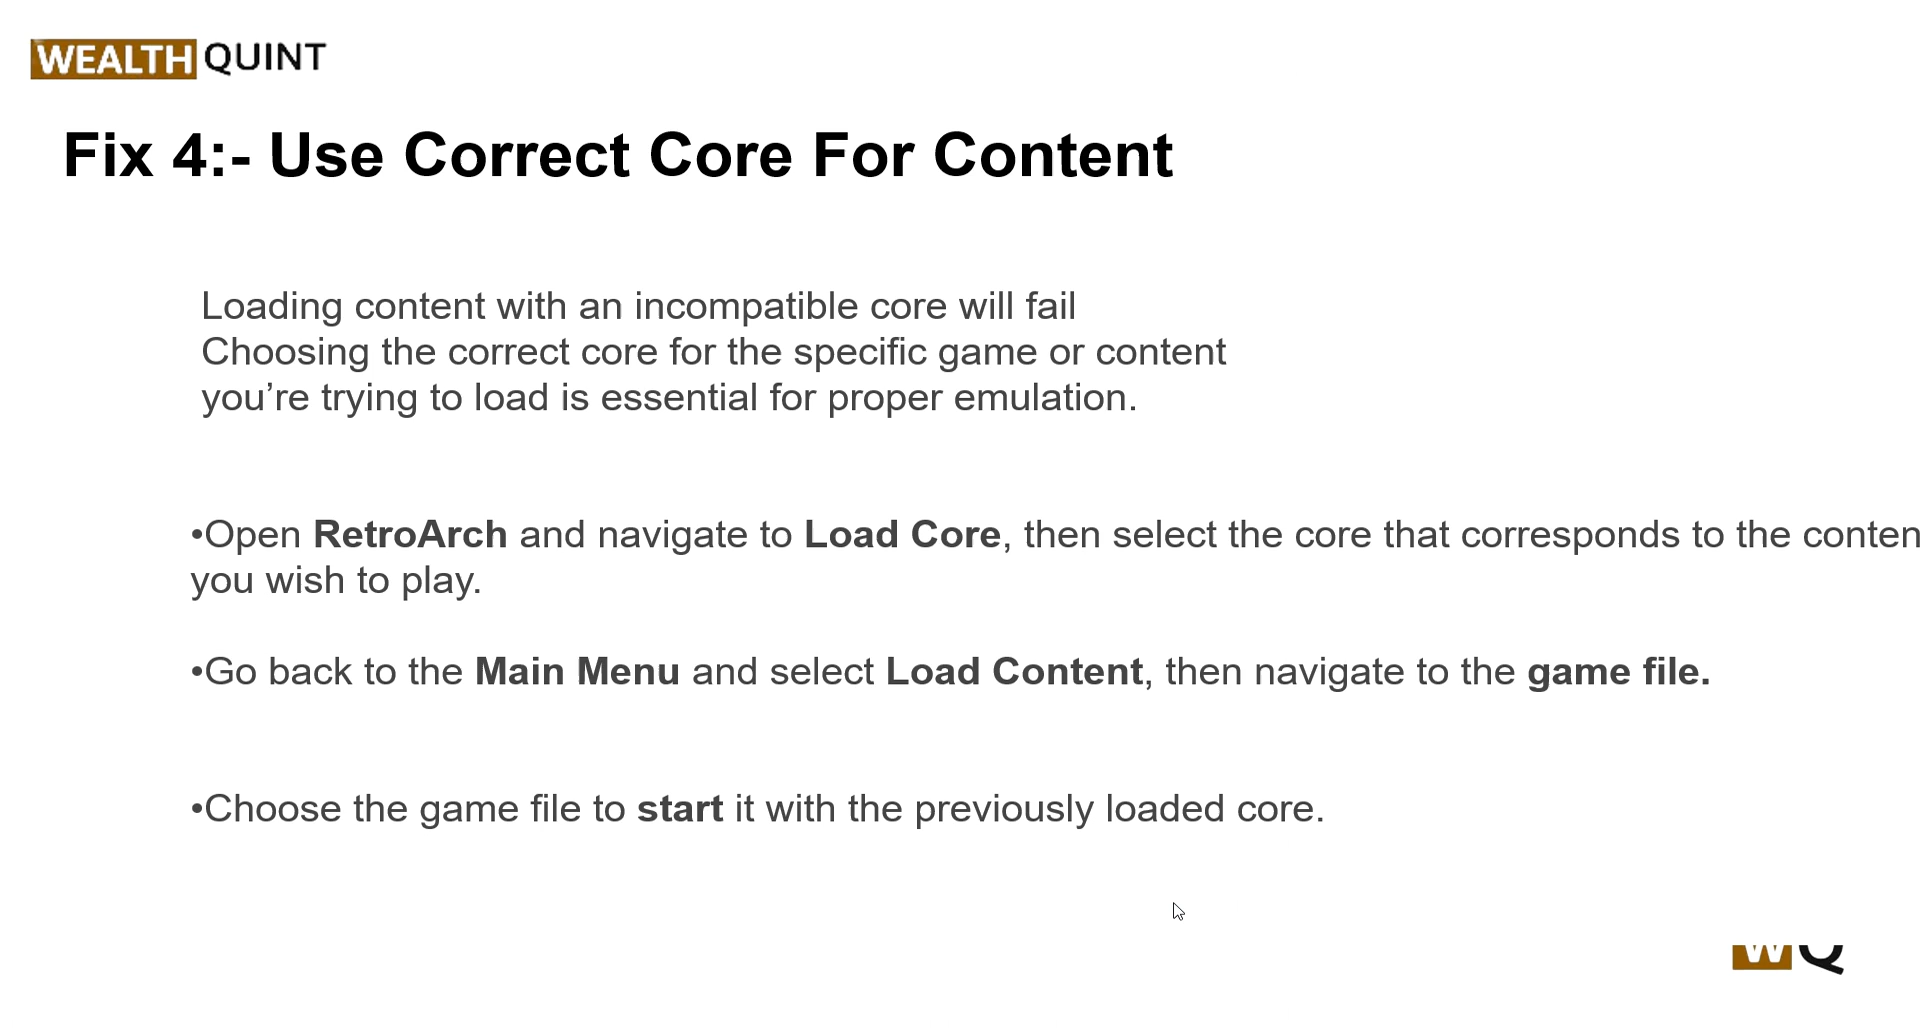 WEALTH QUINT
Fix 4:- Use Correct Core For Content
Loading content with an incompatible core will fail
Choosing the correct core for the specific game or content
you’re trying to load is essential for proper emulation.
•Open RetroArch and navigate to Load Core, then select the core that corresponds to the conten
you wish to play.
•Go back to the Main Menu and select Load Content, then navigate to the game file.
•Choose the game file to start it with the previously loaded core.
WQ